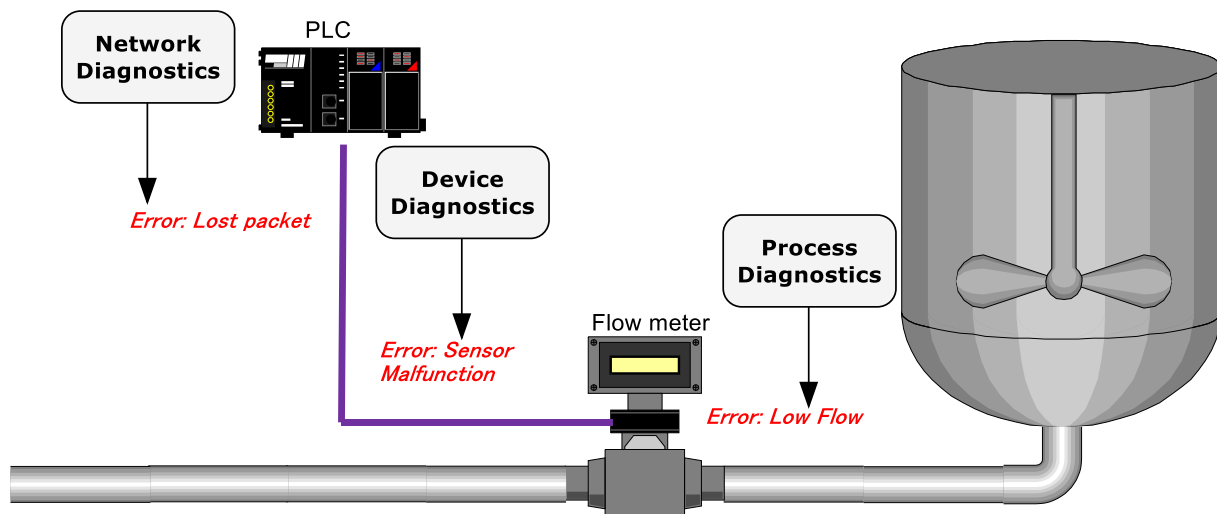 PLC
Network
Diagnostics
Error: Lost packet
Device
Diagnostics
Error: Sensor
Malfunction
Flow meter
Process
Diagnostics
Error: Low Flow